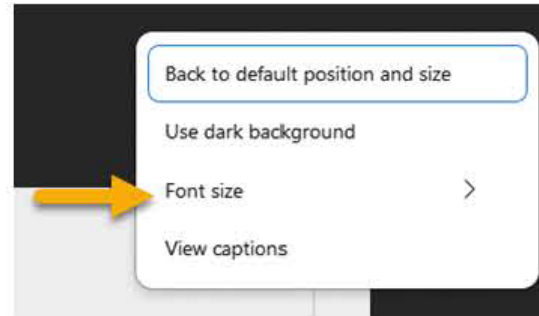 Back to default position and size
Use dark background
Font size
View captions